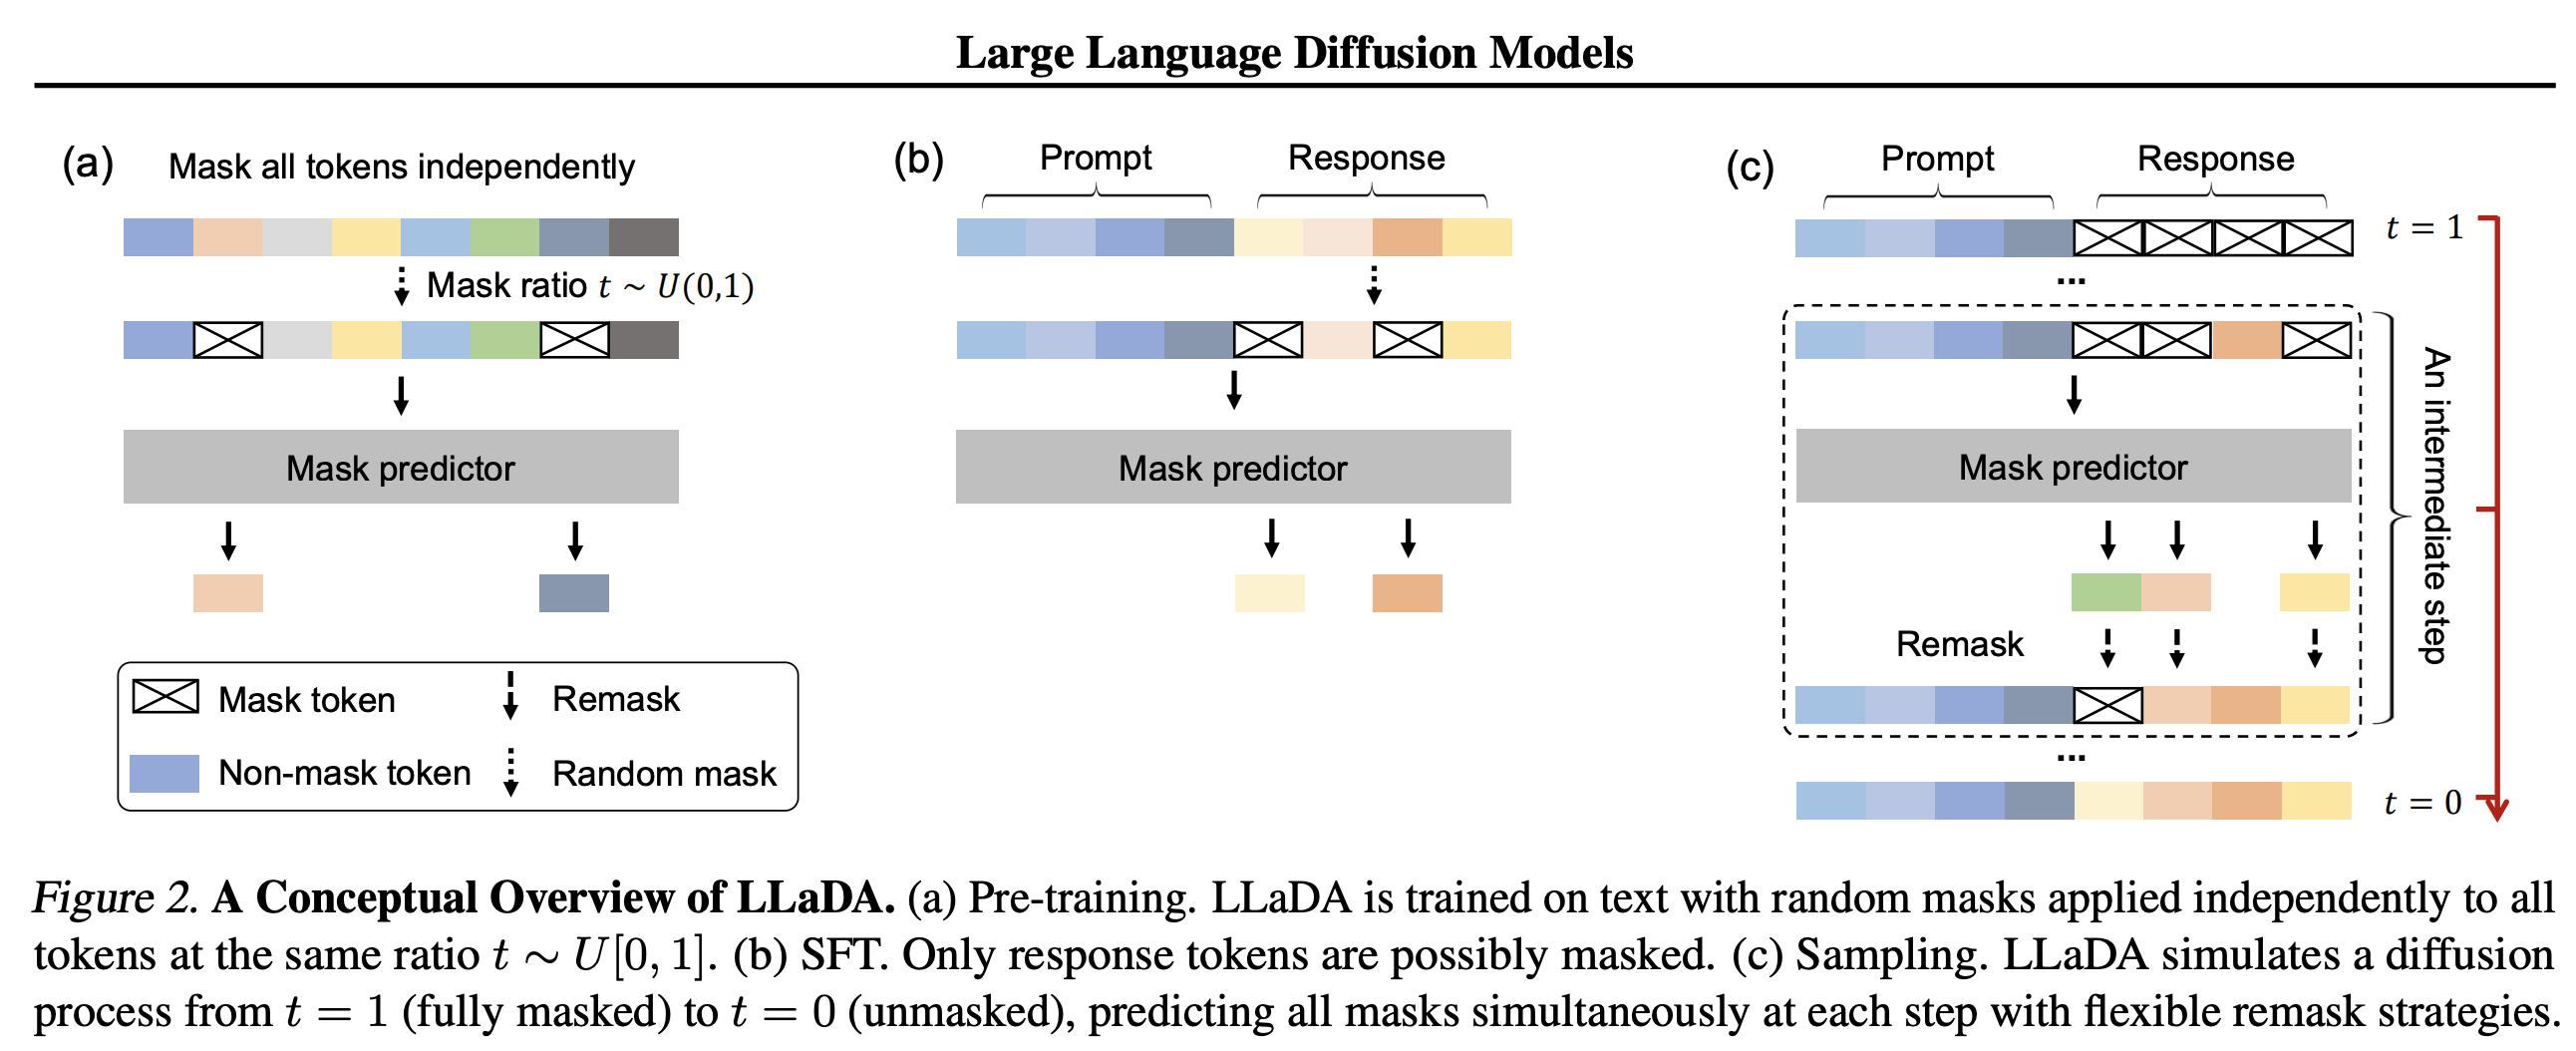 Large Language Diffusion Models
(a)
Mask all tokens independently
Mask ratio t ~ U(0,1)
Mask predictor
Mask token
Remask
Non-mask token
Random mask
(b)
Prompt
Response
Mask predictor
(c)
Prompt
Response
t = 1
...
Mask predictor
Remask
An intermediate step
...
t = 0
Figure 2. A Conceptual Overview of LLaDA. (a) Pre-training. LLaDA is trained on text with random masks applied independently to all
tokens at the same ratio t ∼ U[0, 1]. (b) SFT. Only response tokens are possibly masked. (c) Sampling. LLaDA simulates a diffusion
process from t = 1 (fully masked) to t = 0 (unmasked), predicting all masks simultaneously at each step with flexible remask strategies.